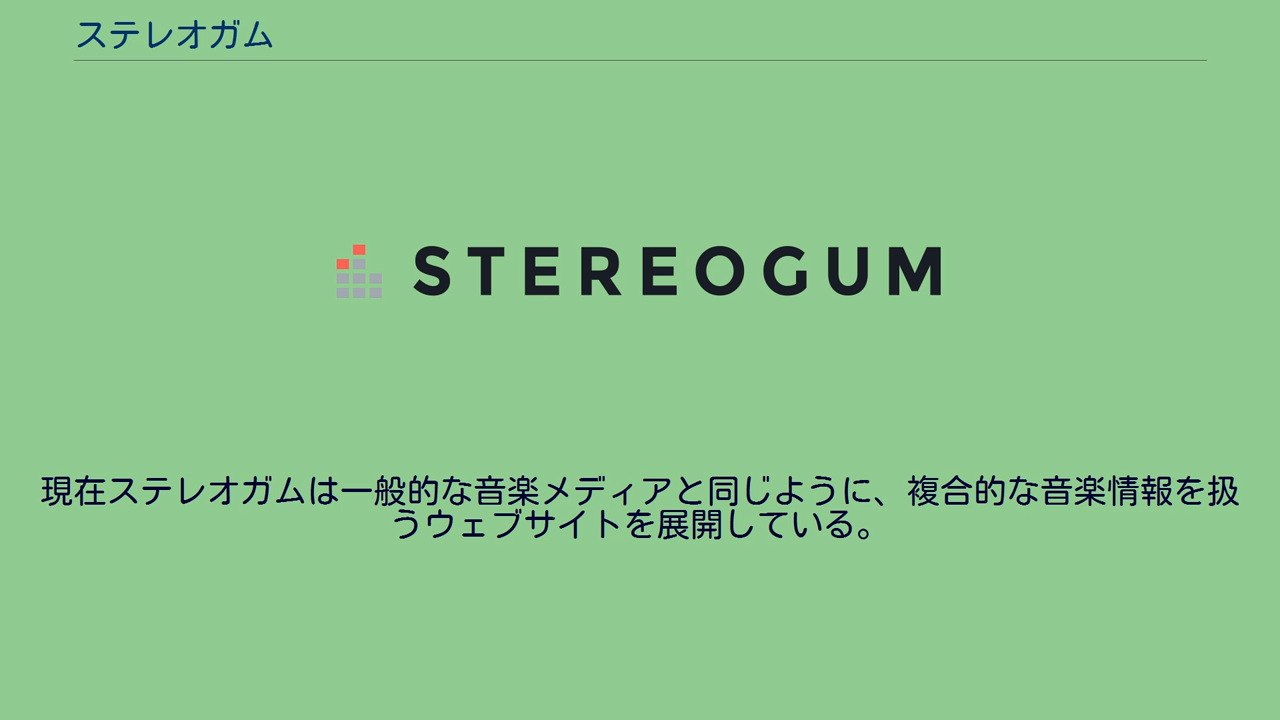 ステレオガム
STEREOGUM
現在ステレオガムは一般的な音楽メディアと同じように、複合的な音楽情報を扱
うウェブサイトを展開している。